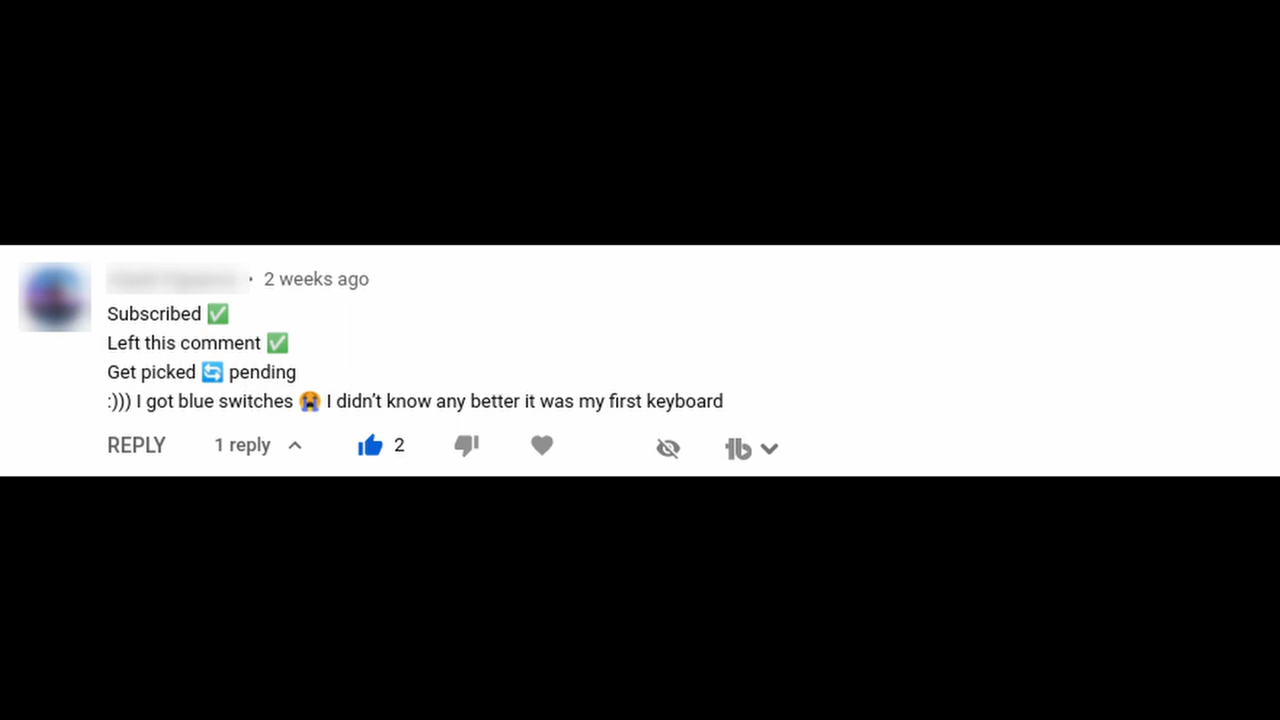 • 2 weeks ago
Subscribed ✅
Left this comment ✅
Get picked 🔄 pending
:))) I got blue switches 😭 I didn’t know any better it was my first keyboard
REPLY 1 reply 2